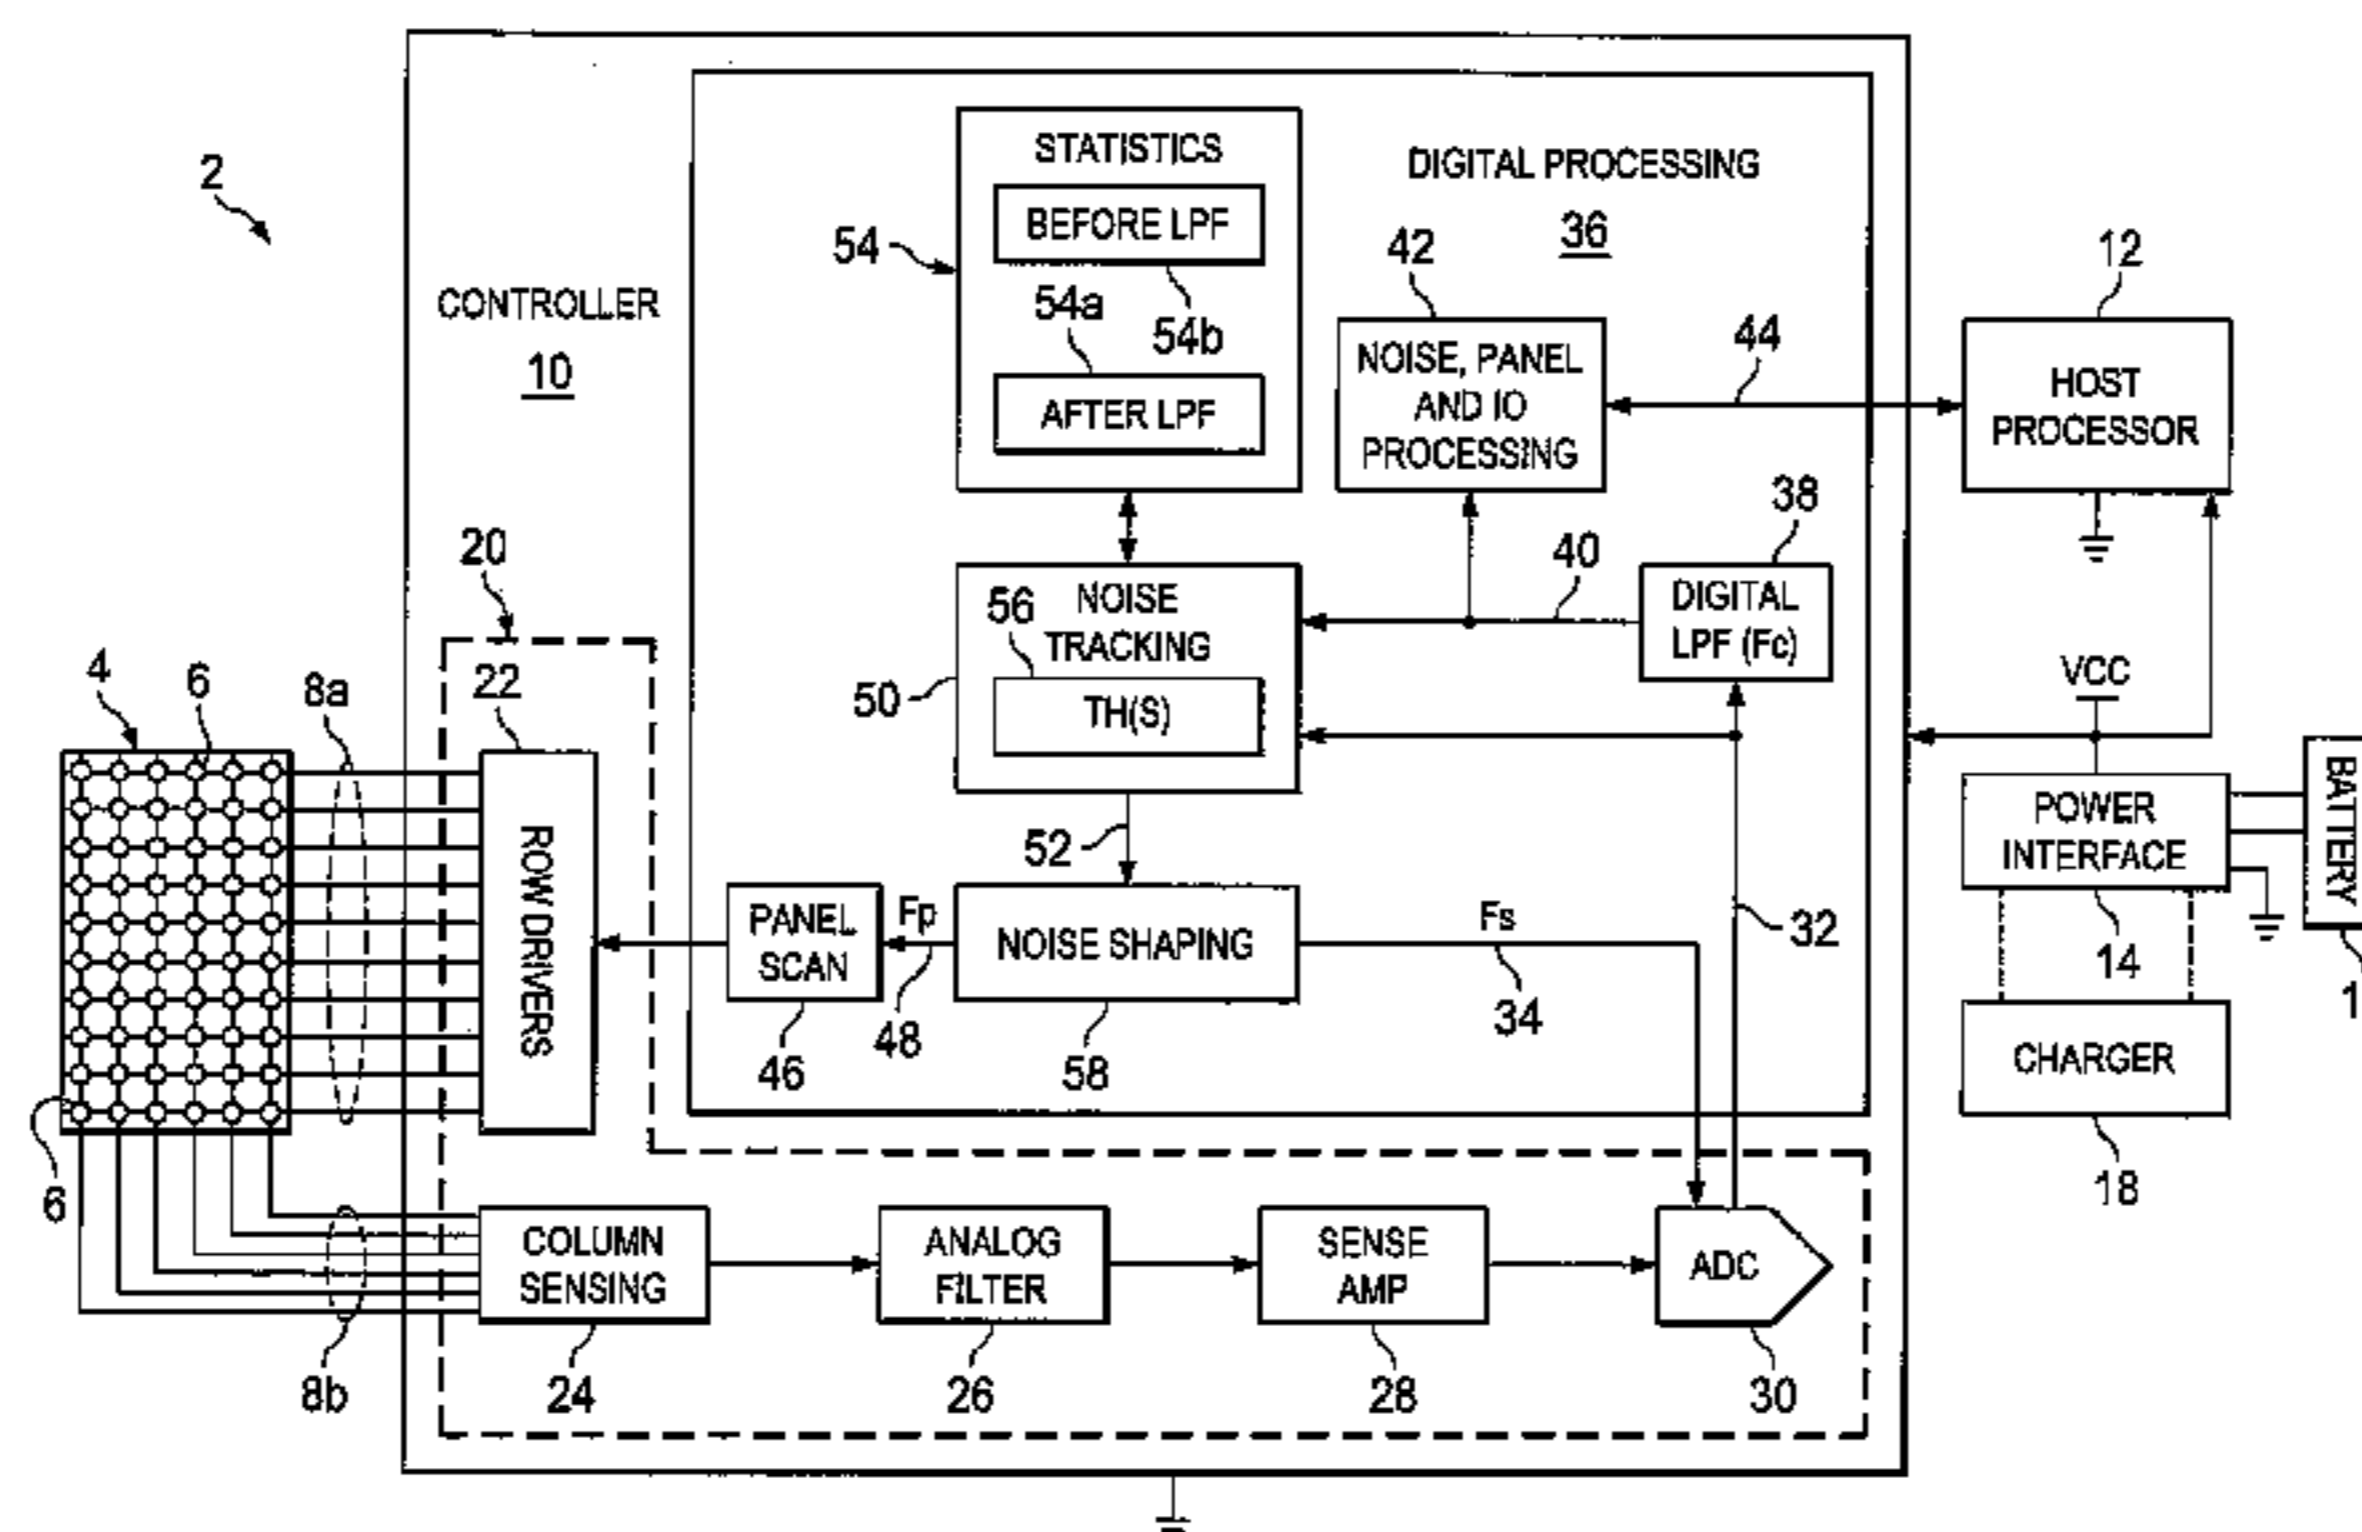 2
CONTROLLER
10
STATISTICS
BEFORE LPF
54
54a
54b
AFTER LPF
DIGITAL PROCESSING
36
42
NOISE, PANEL
AND IO
PROCESSING
44
12
HOST
PROCESSOR
38
40
DIGITAL
LPF (Fc)
NOISE
TRACKING
56
TH(S)
50
20
22
ROW DRIVERS
4
6
8a
6
8b
52
PANEL
SCAN
46
Fp
48
NOISE SHAPING
58
Fs
34
32
VCC
POWER
INTERFACE
14
BATTERY
1
CHARGER
18
COLUMN
SENSING
24
ANALOG
FILTER
26
SENSE
AMP
28
ADC
30